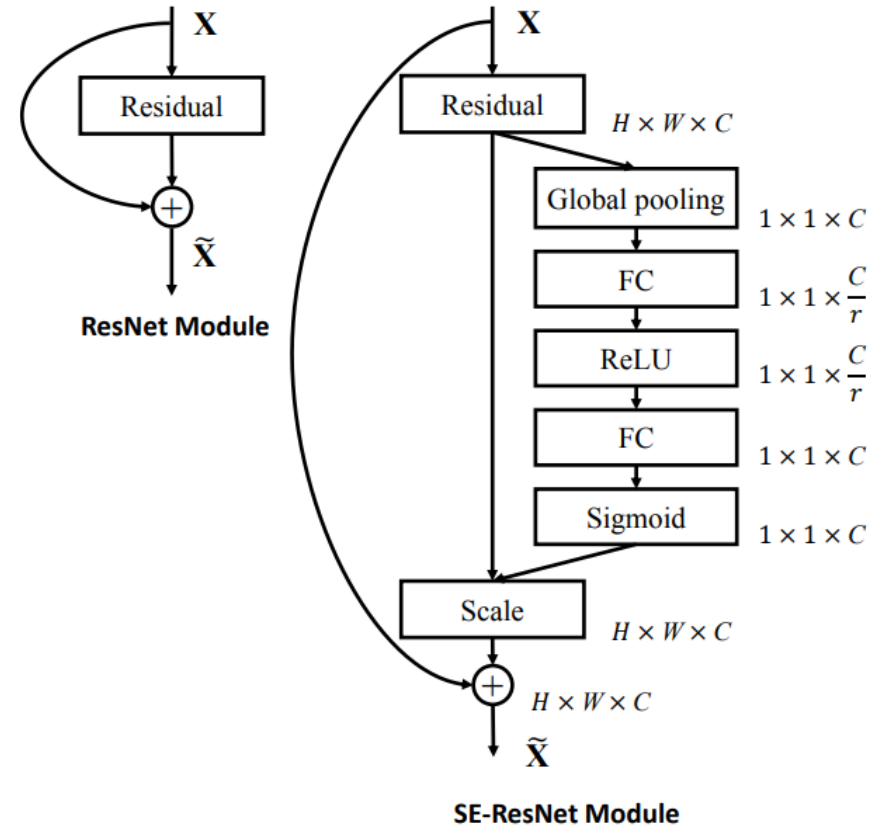 X
Residual
+
X̃
ResNet Module
X
Residual
H × W × C
Global pooling
1 × 1 × C
FC
1 × 1 × C/r
ReLU
1 × 1 × C/r
FC
1 × 1 × C
Sigmoid
1 × 1 × C
Scale
H × W × C
+
H × W × C
X̃
SE-ResNet Module